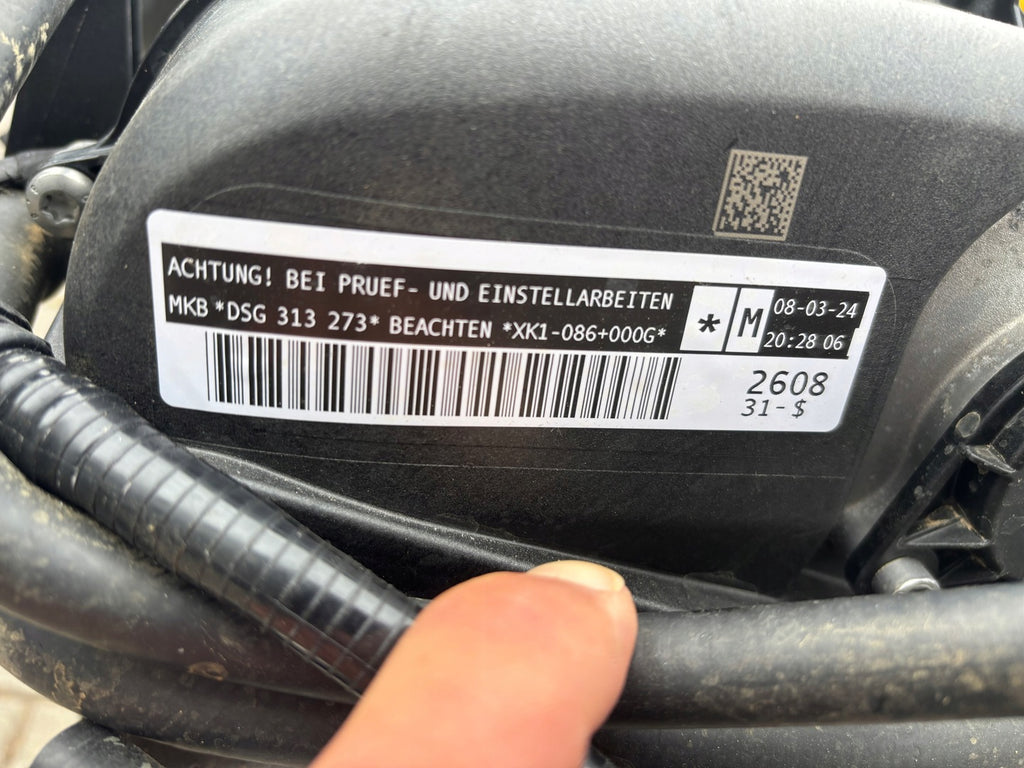 ACHTUNG! BEI PRUEF- UND EINSTELLARBEITEN
MKB *DSG 313 273* BEACHTEN *XK1-086+000G*
* M
08-03-24
20:28 06
2608
31-$